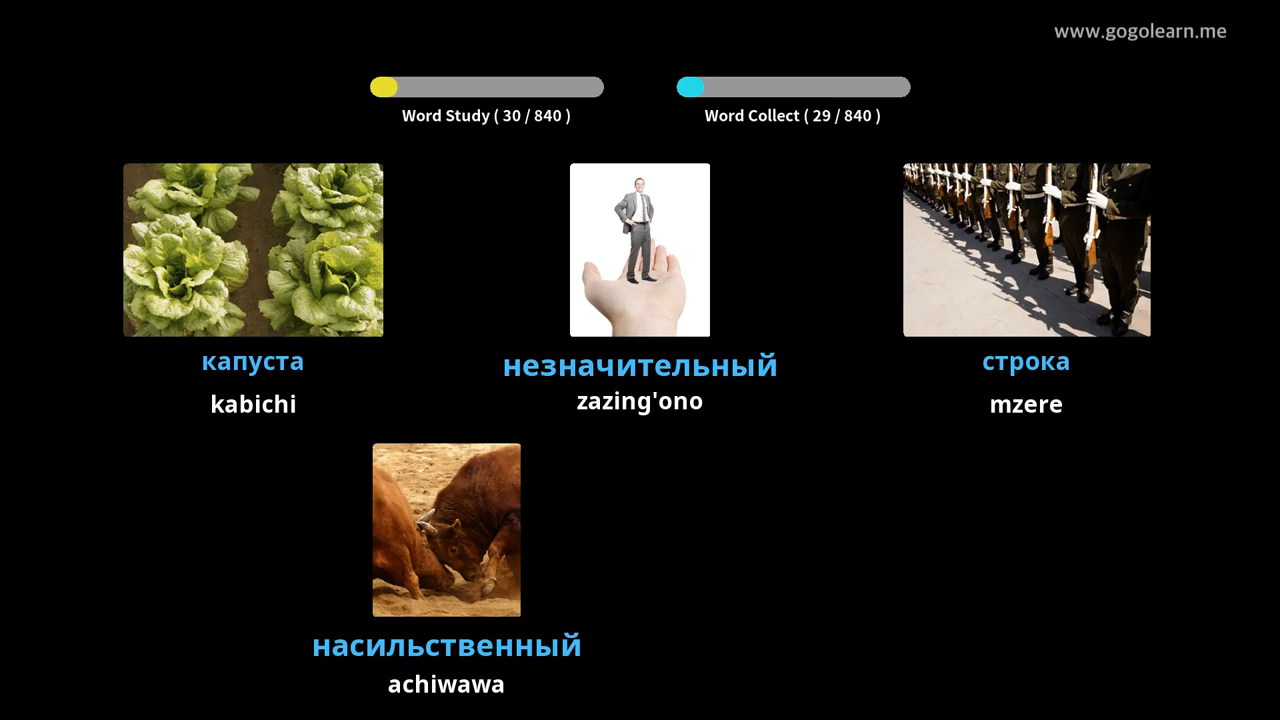 www.gogolearn.me
Word Study ( 30 / 840 )
Word Collect ( 29 / 840 )
капуста
kabichi
незначительный
zazing'ono
строка
mzere
насильственный
achiwawa